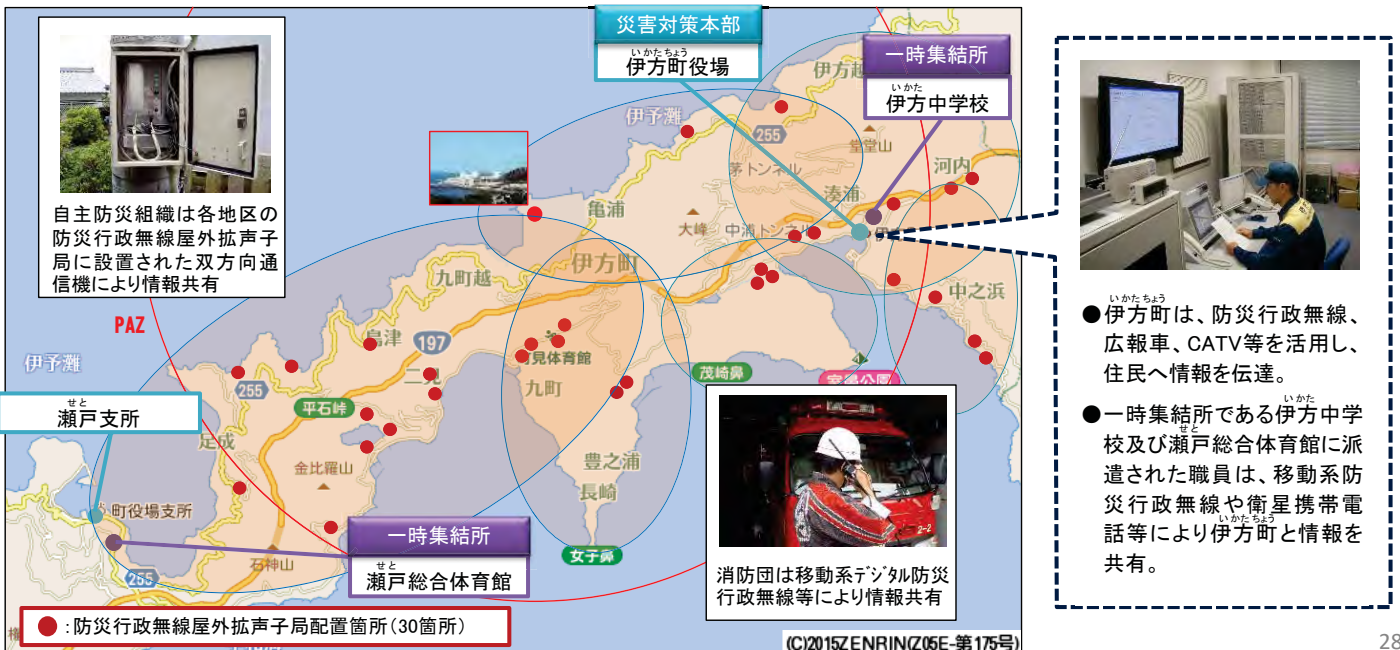 災害対策本部
いかたちょう
伊方町役場
一時集結所
いかた
伊方中学校
自主防災組織は各地区の
防災行政無線屋外拡声子
局に設置された双方向通
信機により情報共有
PAZ
伊予灘
伊方越
255
堂堂山
茅トンネル
河内
湊浦
亀浦
大峰
中浦トンネル
伊方町
九町越
中之浜
鳥津
197
伊予灘
見体育館
二見
九町
茂崎鼻
255
平石峠
せと
瀬戸支所
足成
金比羅山
豊之浦
長崎
町役場支所
一時集結所
せと
瀬戸総合体育館
女子鼻
石神山
255
2-2
消防団は移動系デジタル防災
行政無線等により情報共有
:防災行政無線屋外拡声子局配置箇所(30箇所)
(C)2015ZENRIN(Z05E-第175号)
いかたちょう
●伊方町は、防災行政無線、
広報車、CATV等を活用し、
住民へ情報を伝達。
いかた
●一時集結所である伊方中学
せと
校及び瀬戸総合体育館に派
遣された職員は、移動系防
災行政無線や衛星携帯電
いかたちょう
話等により伊方町と情報を
共有。
28